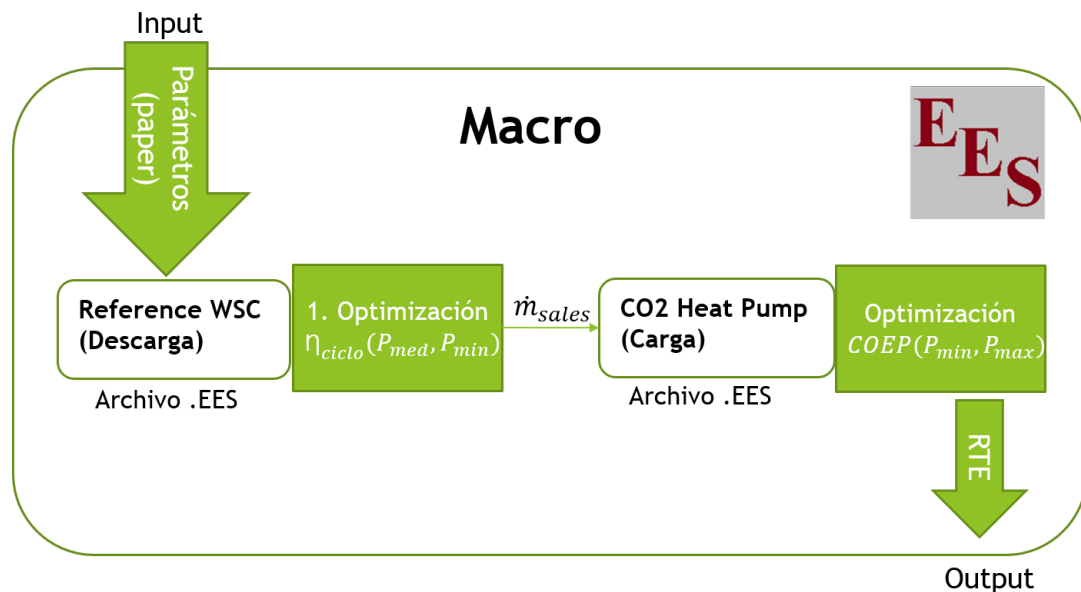 Input
Parámetros
(paper)
Macro
EES
Reference WSC
(Descarga)
Archivo .EES
1. Optimización
η_ciclo(P_med, P_min)
ṁ_sales
CO2 Heat Pump
(Carga)
Archivo .EES
Optimización
COEP(P_min, P_max)
RTE
Output